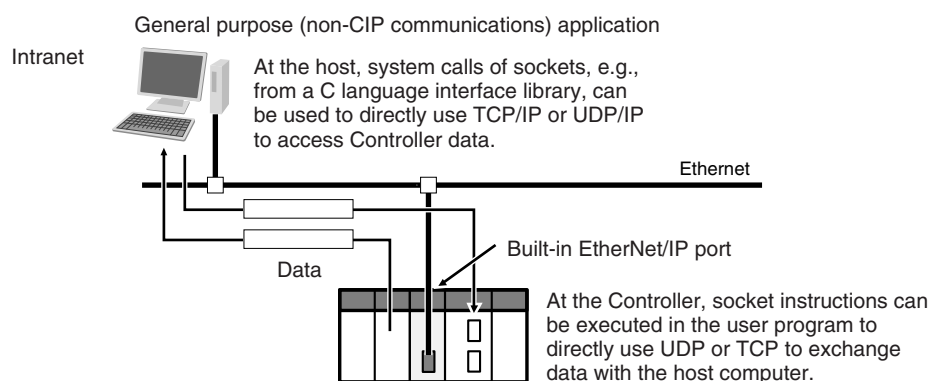 General purpose (non-CIP communications) application
Intranet
At the host, system calls of sockets, e.g.,
from a C language interface library, can
be used to directly use TCP/IP or UDP/IP
to access Controller data.
Ethernet
Built-in EtherNet/IP port
Data
At the Controller, socket instructions can
be executed in the user program to
directly use UDP or TCP to exchange
data with the host computer.